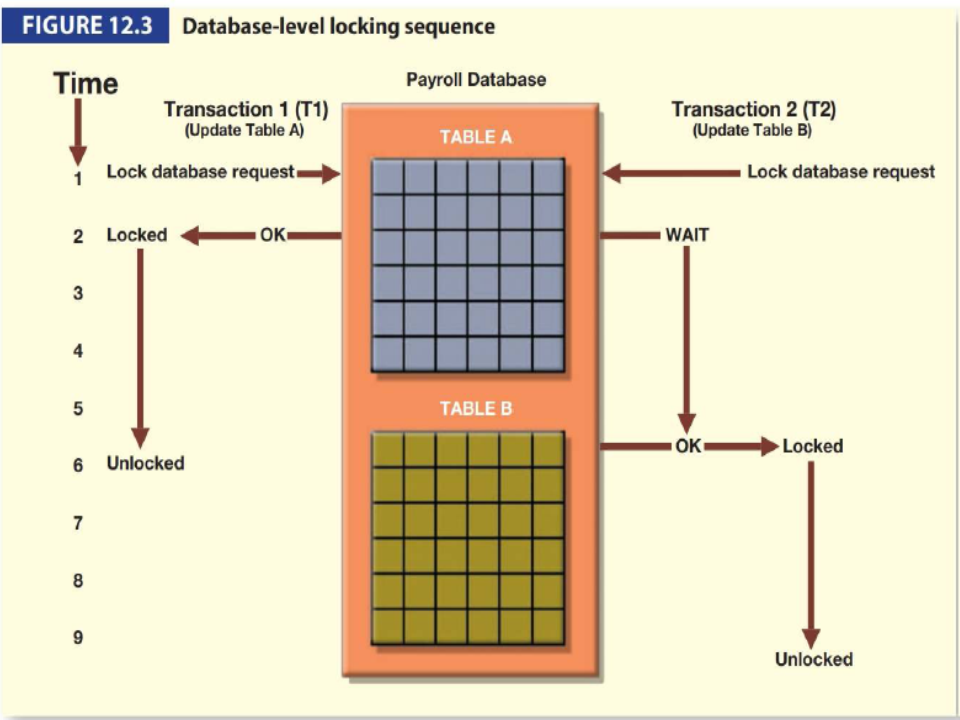 FIGURE 12.3 Database-level locking sequence
Time
Payroll Database
Transaction 1 (T1)
(Update Table A)
Transaction 2 (T2)
(Update Table B)
TABLE A
1 Lock database request
Lock database request
2 Locked OK WAIT
3
4
5
TABLE B
OK Locked
6 Unlocked
7
8
9
Unlocked